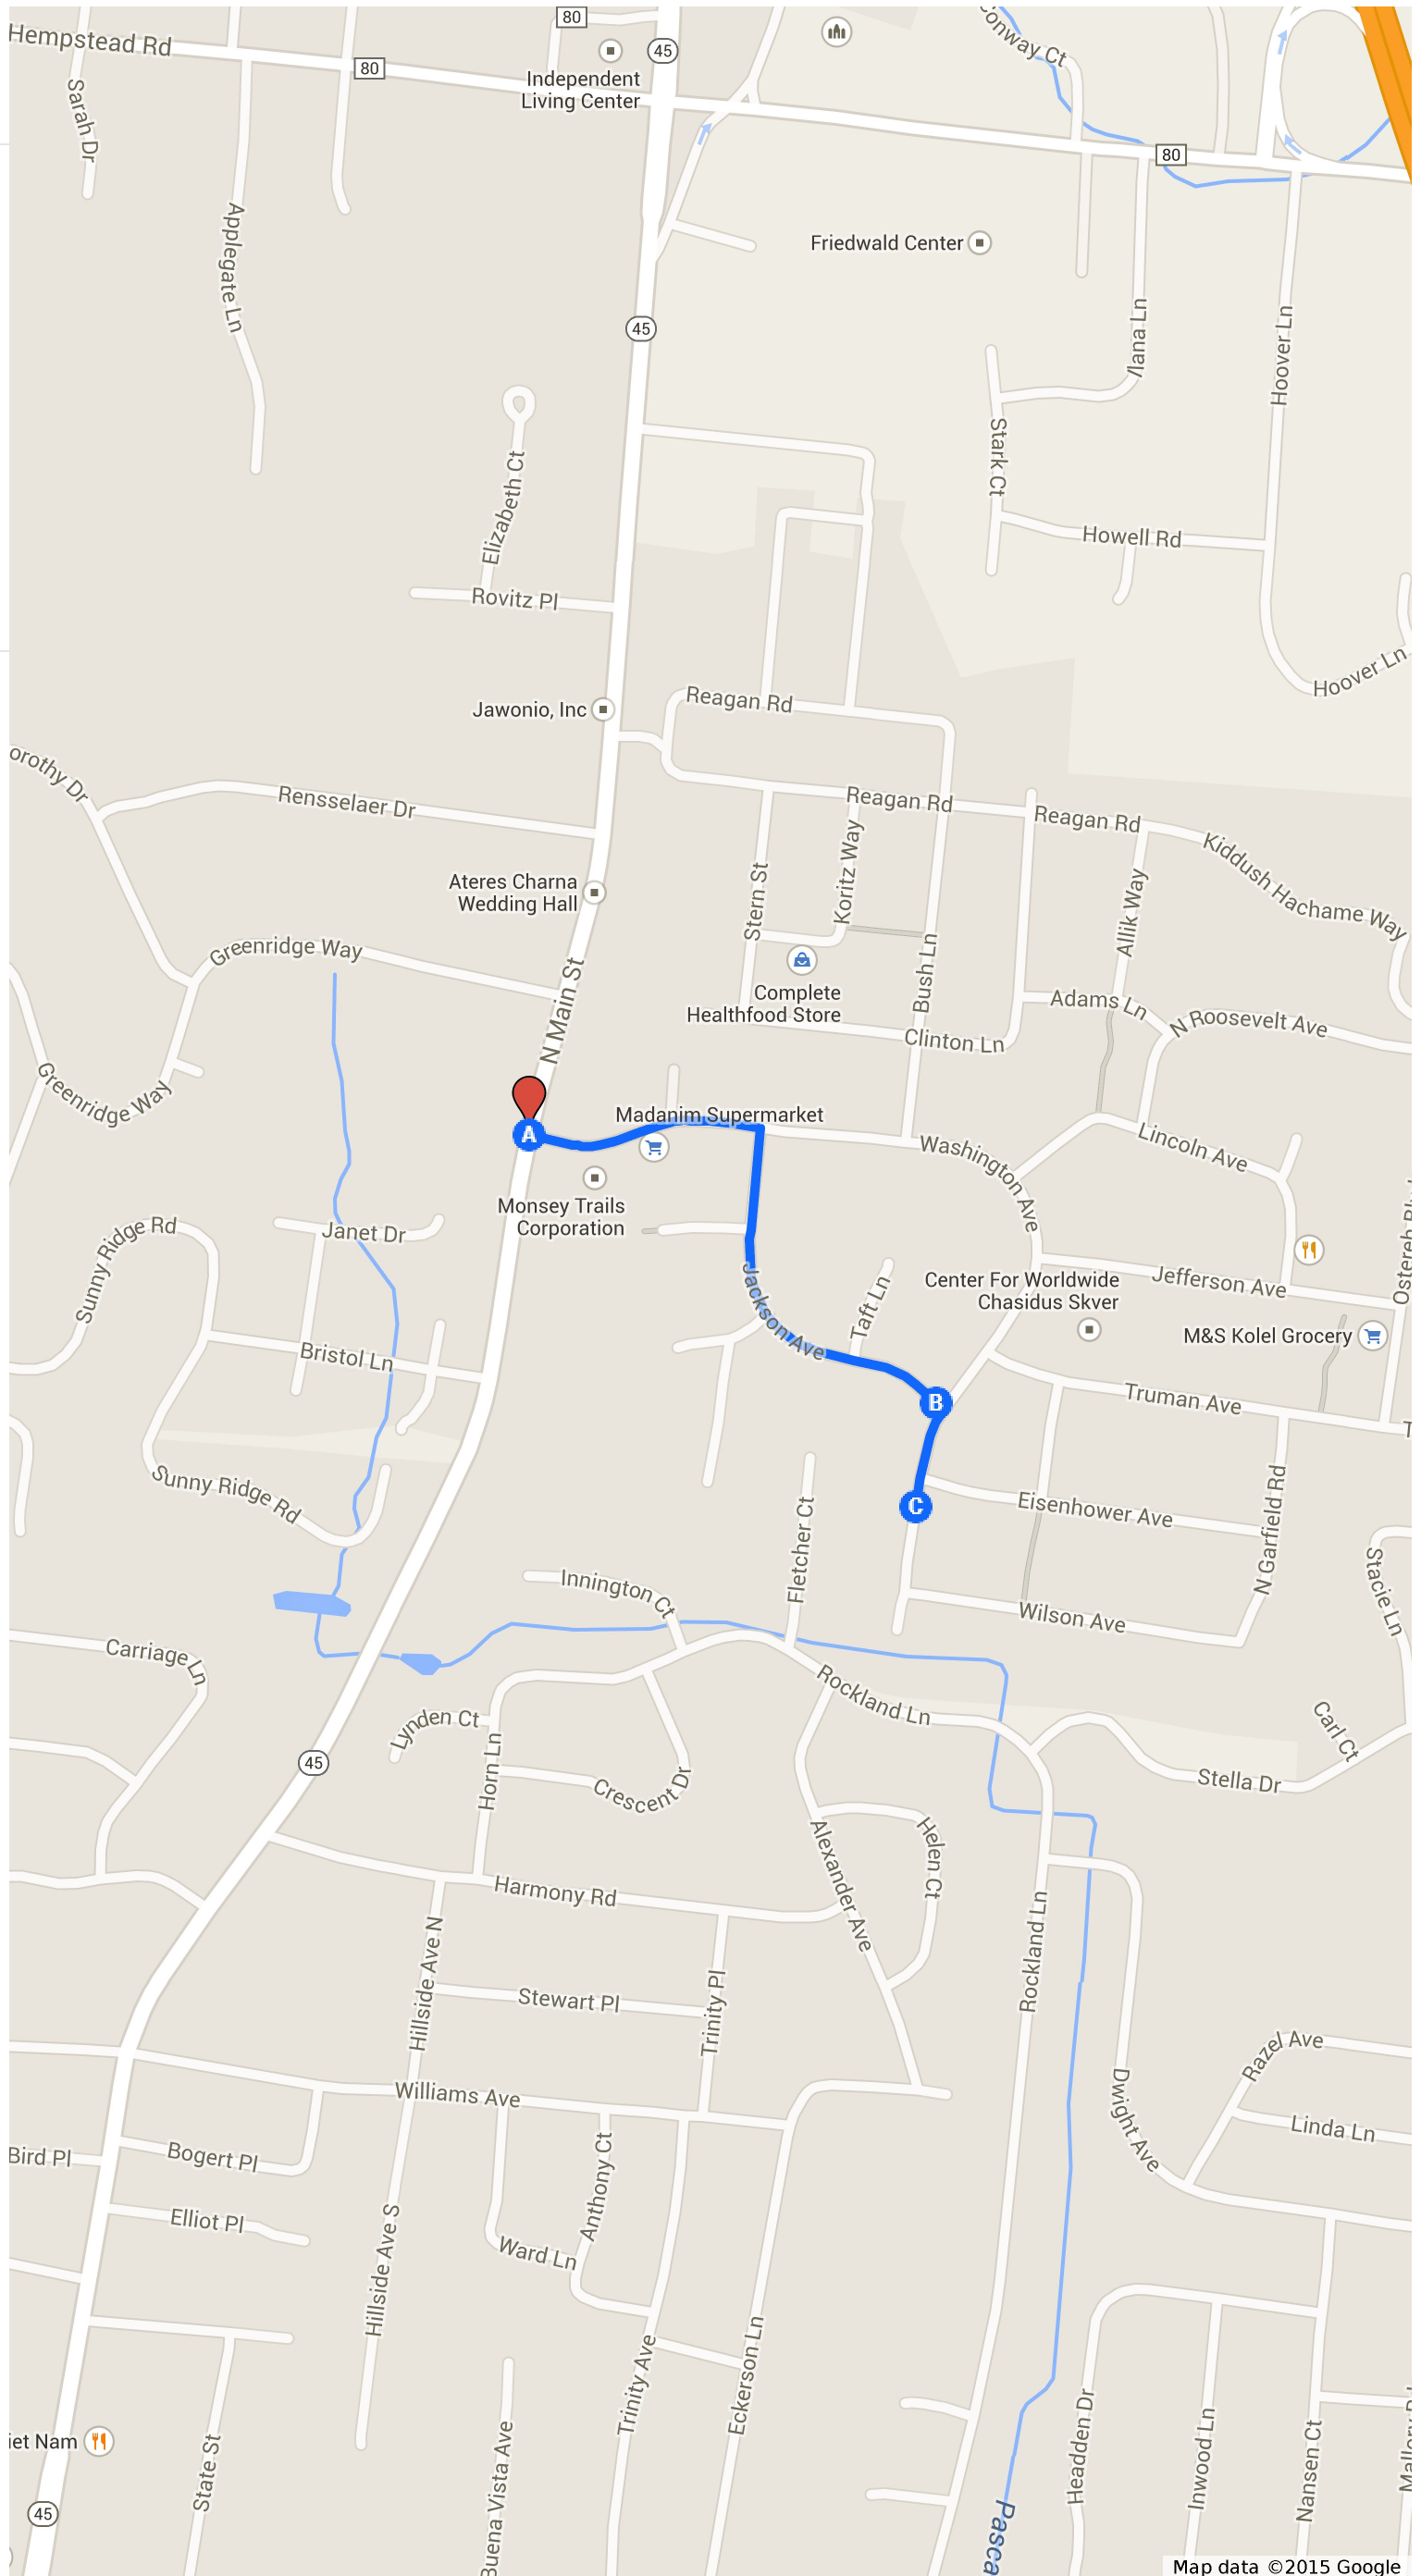 Hempstead Rd
80
80
45
Independent
Living Center
Conway Ct
80
Sarah Dr
Applegate Ln
Friedwald Center
45
Hoover Ln
Stark Ct
Elizabeth Ct
Howell Rd
Rovitz Pl
Hoover Ln
Reagan Rd
Jawonio, Inc
orothy Dr
Rensselaer Dr
Reagan Rd
Reagan Rd
Kiddush Hachame Way
Koritz Way
Stern St
Allik Way
Ateres Charna
Wedding Hall
Greenridge Way
Bush Ln
N Main St
Complete
Healthfood Store
Adams Ln
N Roosevelt Ave
Clinton Ln
Greenridge Way
A
Madanim Supermarket
Washington Ave
Lincoln Ave
Monsey Trails
Corporation
Sunny Ridge Rd
Janet Dr
Jackson Ave
Taft Ln
Center For Worldwide
Chasidus Skver
Jefferson Ave
M&S Kolel Grocery
Bristol Ln
B
Truman Ave
Sunny Ridge Rd
C
Eisenhower Ave
N Garfield Rd
Fletcher Ct
Stacie Ln
Innington Ct
Wilson Ave
Carriage Ln
Rockland Ln
Lynden Ct
Carl Ct
45
Horn Ln
Crescent Dr
Stella Dr
Alexander Ave
Helen Ct
Harmony Rd
Rockland Ln
Hillside Ave N
Stewart Pl
Trinity Pl
Razel Ave
Williams Ave
Dwight Ave
Linda Ln
Bird Pl
Bogert Pl
Anthony Ct
Elliot Pl
Ward Ln
Hillside Ave S
Trinity Ave
Eckerson Ln
Headden Dr
Inwood Ln
Nansen Ct
iet Nam
State St
Buena Vista Ave
45
Pasca
Map data ©2015 Google